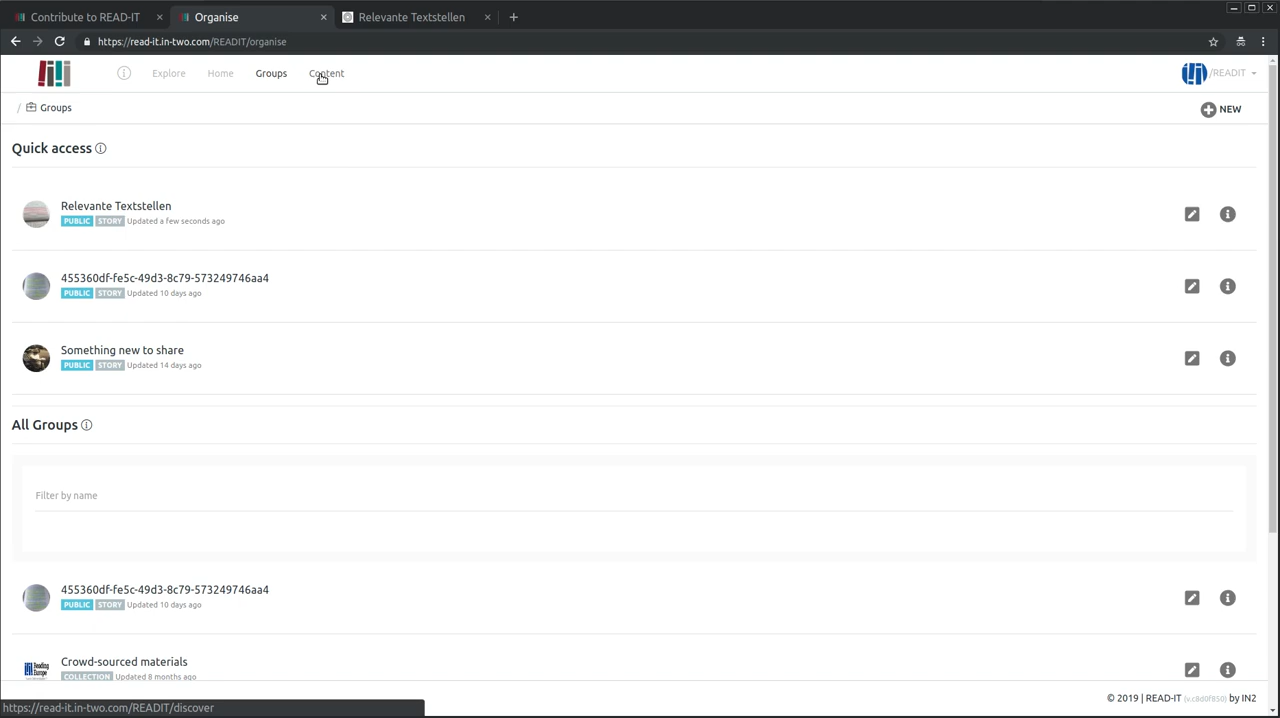 Contribute to READ-IT
Organise
Relevante Textstellen
https://read-it.in-two.com/READIT/organise
Explore
Home
Groups
Content
/READIT
/ Groups
NEW
Quick access
Relevante Textstellen
PUBLIC STORY Updated a few seconds ago
455360df-fe5c-49d3-8c79-573249746aa4
PUBLIC STORY Updated 10 days ago
Something new to share
PUBLIC STORY Updated 14 days ago
All Groups
Filter by name
455360df-fe5c-49d3-8c79-573249746aa4
PUBLIC STORY Updated 10 days ago
Reading Europe
Crowd-sourced materials
COLLECTION Updated 8 months ago
© 2019 | READ-IT (v.c8d0f850) by IN2
https://read-it.in-two.com/READIT/discover